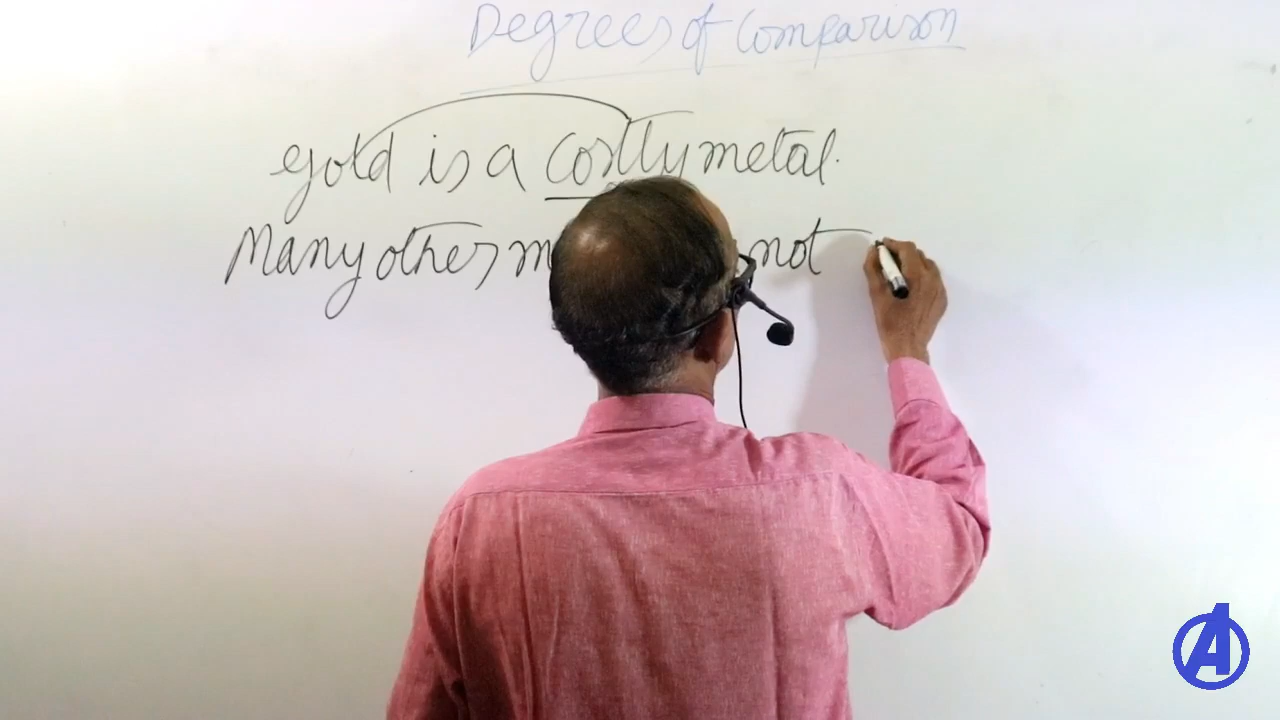 Degrees of Comparison
gold is a costly metal.
Many other not